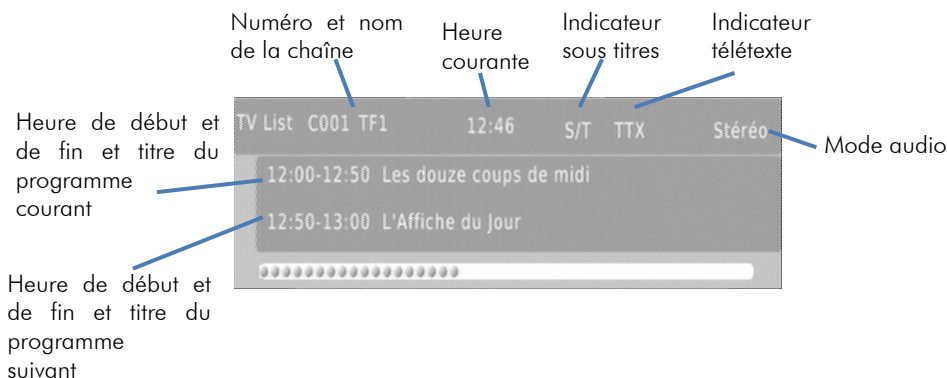 Numéro et nom
de la chaîne
Heure
courante
Indicateur
sous titres
Indicateur
télétexte
Heure de début et
de fin et titre du
programme
courant
TV List C001 TF1 12:46 S/T TTX Stéréo
Mode audio
12:00-12:50 Les douze coups de midi
12:50-13:00 L'Affiche du Jour
Heure de début et
de fin et titre du
programme
suivant